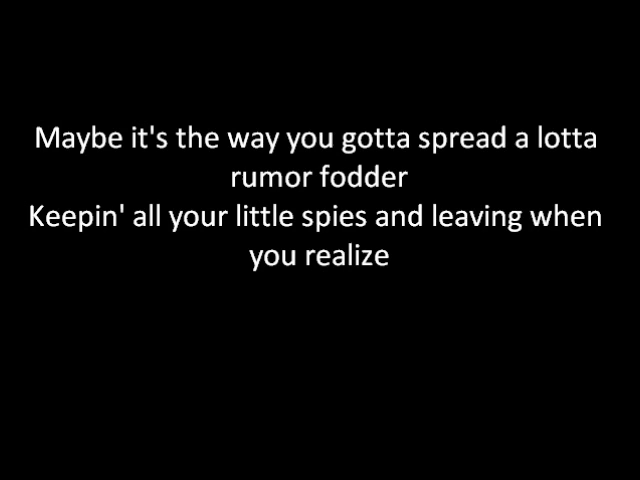 Maybe it's the way you gotta spread a lotta
rumor fodder
Keepin' all your little spies and leaving when
you realize